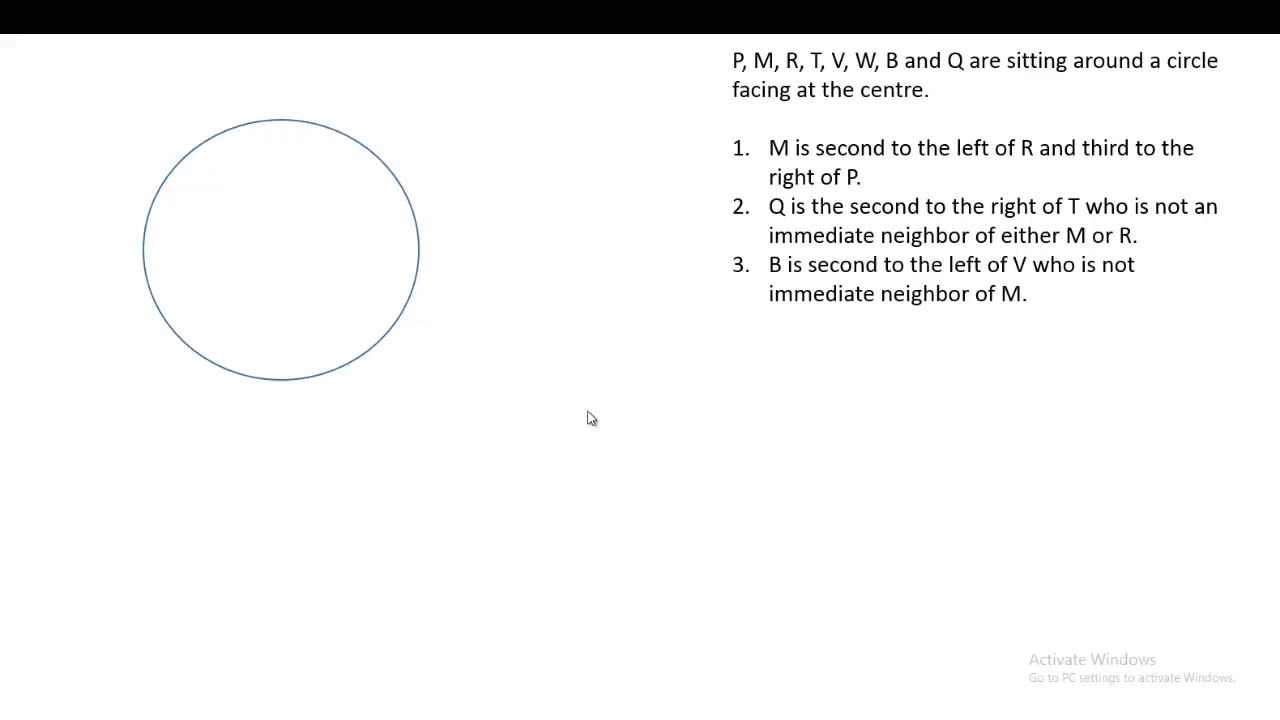 P, M, R, T, V, W, B and Q are sitting around a circle
facing at the centre.
1. M is second to the left of R and third to the
right of P.
2. Q is the second to the right of T who is not an
immediate neighbor of either M or R.
3. B is second to the left of V who is not
immediate neighbor of M.
Activate Windows
Go to PC settings to activate Windows.